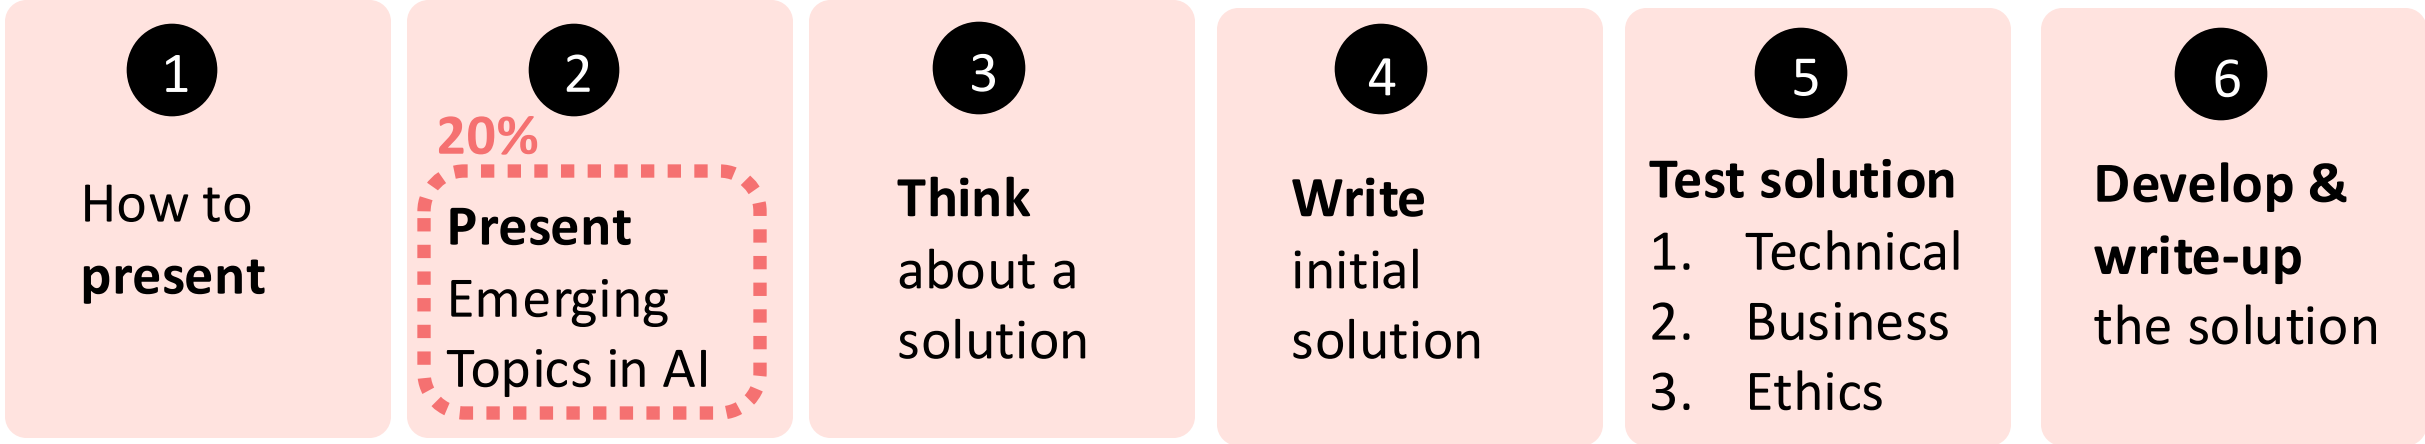 1
How to
present
2
20%
Present
Emerging
Topics in AI
3
Think
about a
solution
4
Write
initial
solution
5
Test solution
1. Technical
2. Business
3. Ethics
6
Develop &
write-up
the solution